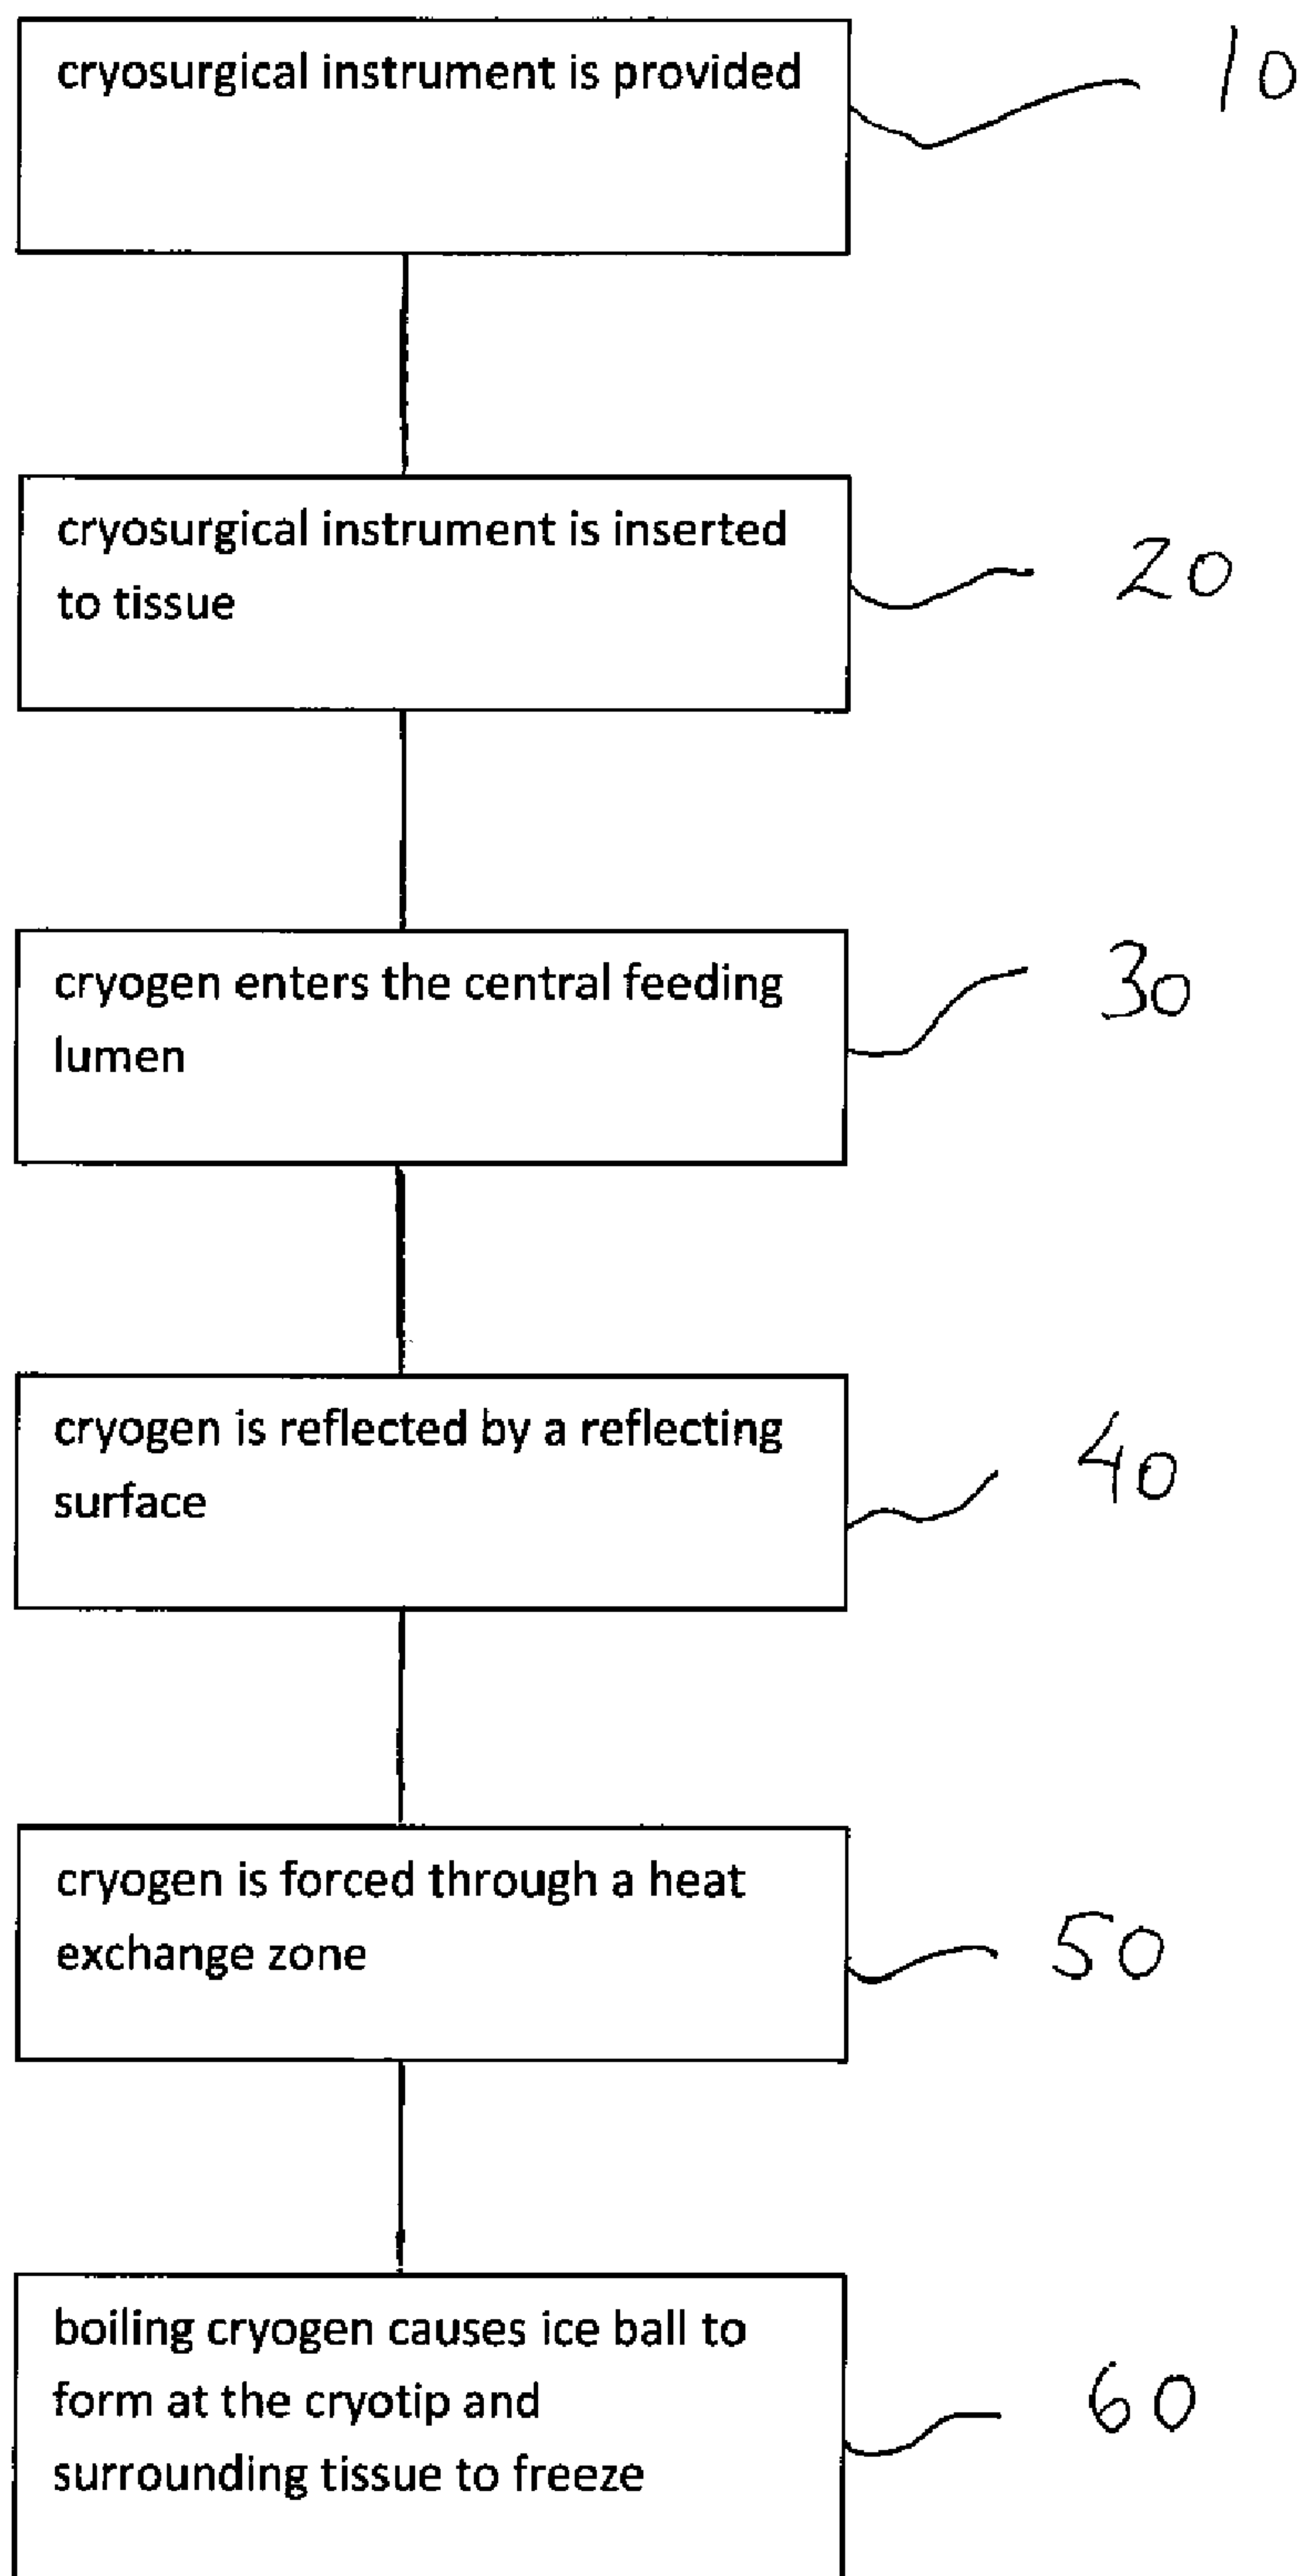 cryosurgical instrument is provided
10
cryosurgical instrument is inserted
to tissue
20
cryogen enters the central feeding
lumen
30
cryogen is reflected by a reflecting
surface
40
cryogen is forced through a heat
exchange zone
50
boiling cryogen causes ice ball to
form at the cryotip and
surrounding tissue to freeze
60